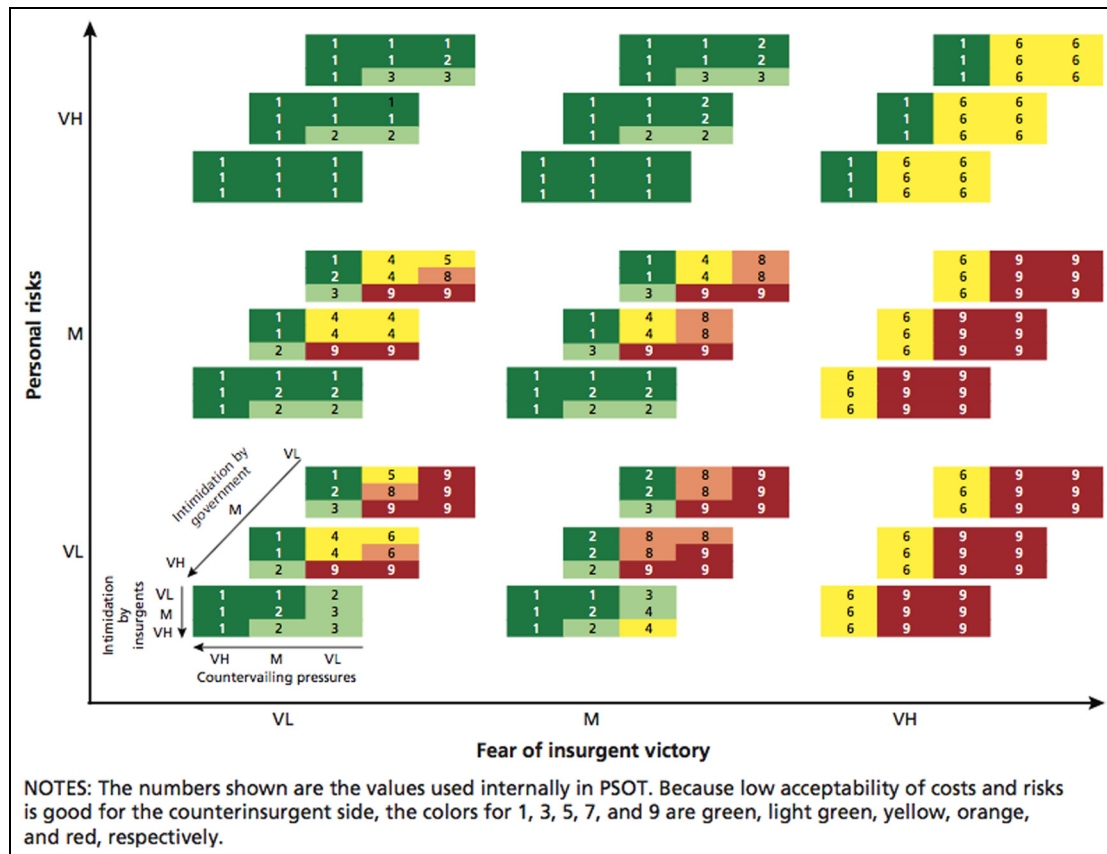 Personal risks
1 1 1 1 1 2 1 6 6
1 1 2 1 1 2 1 6 6
1 3 3 1 3 3 1 6 6
1 1 1 1 1 2 1 6 6
VH 1 1 1 1 1 2 1 6 6
1 2 2 1 2 2 1 6 6
1 1 1 1 1 1 1 6 6
1 1 1 1 1 1 1 6 6
1 1 1 1 1 1 1 6 6
1 4 5 1 4 8 6 9 9
2 4 8 1 4 8 6 9 9
3 9 9 3 9 9 6 9 9
1 4 4 1 4 8 6 9 9
M 1 4 4 1 4 8 6 9 9
2 9 9 3 9 9 6 9 9
1 1 1 1 1 1 6 9 9
1 2 2 1 2 2 6 9 9
1 2 2 1 2 2 6 9 9
Intimidation by
government
VL
M
VH
1 5 9 2 8 9 6 9 9
2 8 9 2 8 9 6 9 9
3 9 9 3 9 9 6 9 9
1 4 6 2 8 8 6 9 9
VL 1 4 6 2 8 9 6 9 9
2 9 9 2 9 9 6 9 9
Intimidation
by
insurgents
VL 1 1 2 1 1 3 6 9 9
M 1 2 3 1 2 4 6 9 9
VH 1 2 3 1 2 4 6 9 9
VH M VL
Countervailing pressures
VL M VH
Fear of insurgent victory
NOTES: The numbers shown are the values used internally in PSOT. Because low acceptability of costs and risks
is good for the counterinsurgent side, the colors for 1, 3, 5, 7, and 9 are green, light green, yellow, orange,
and red, respectively.